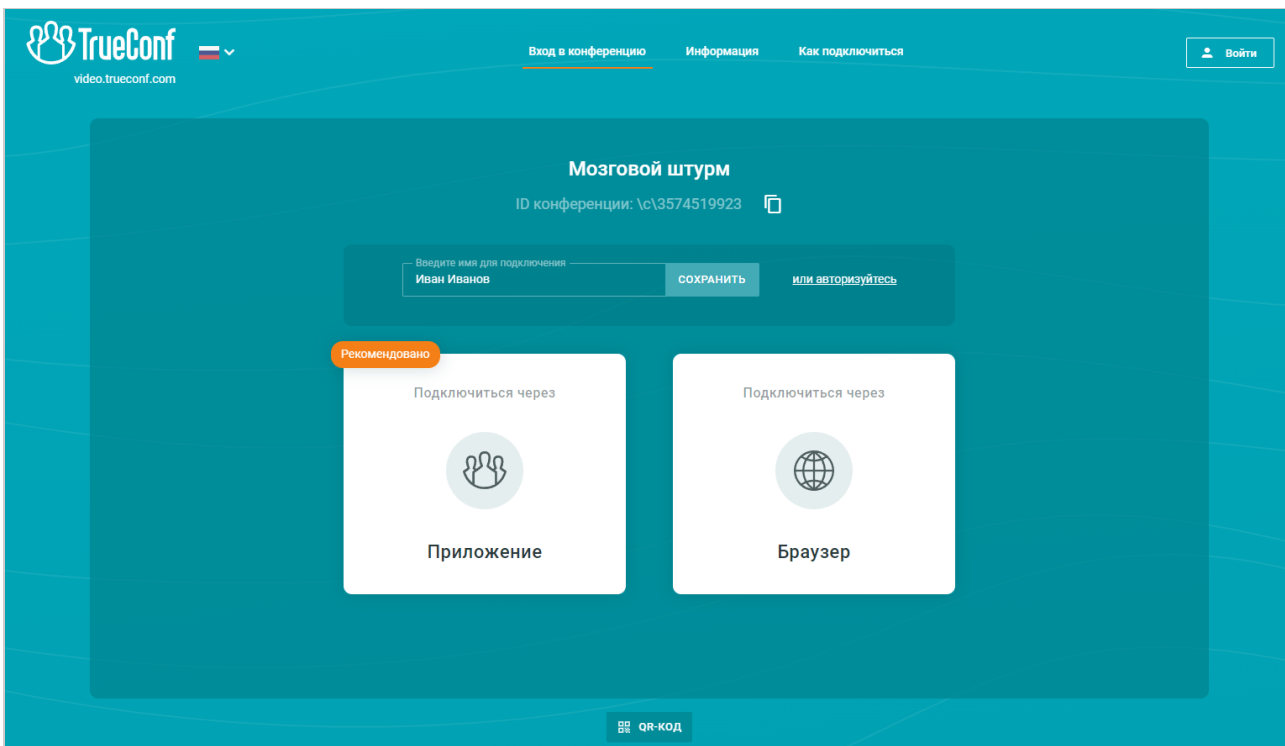 TrueConf
video.trueconf.com
Вход в конференцию
Информация
Как подключиться
Войти
Мозговой штурм
ID конференции: \c\3574519923
Введите имя для подключения
Иван Иванов
СОХРАНИТЬ
или авторизуйтесь
Рекомендовано
Подключиться через
Приложение
Подключиться через
Браузер
QR-КОД